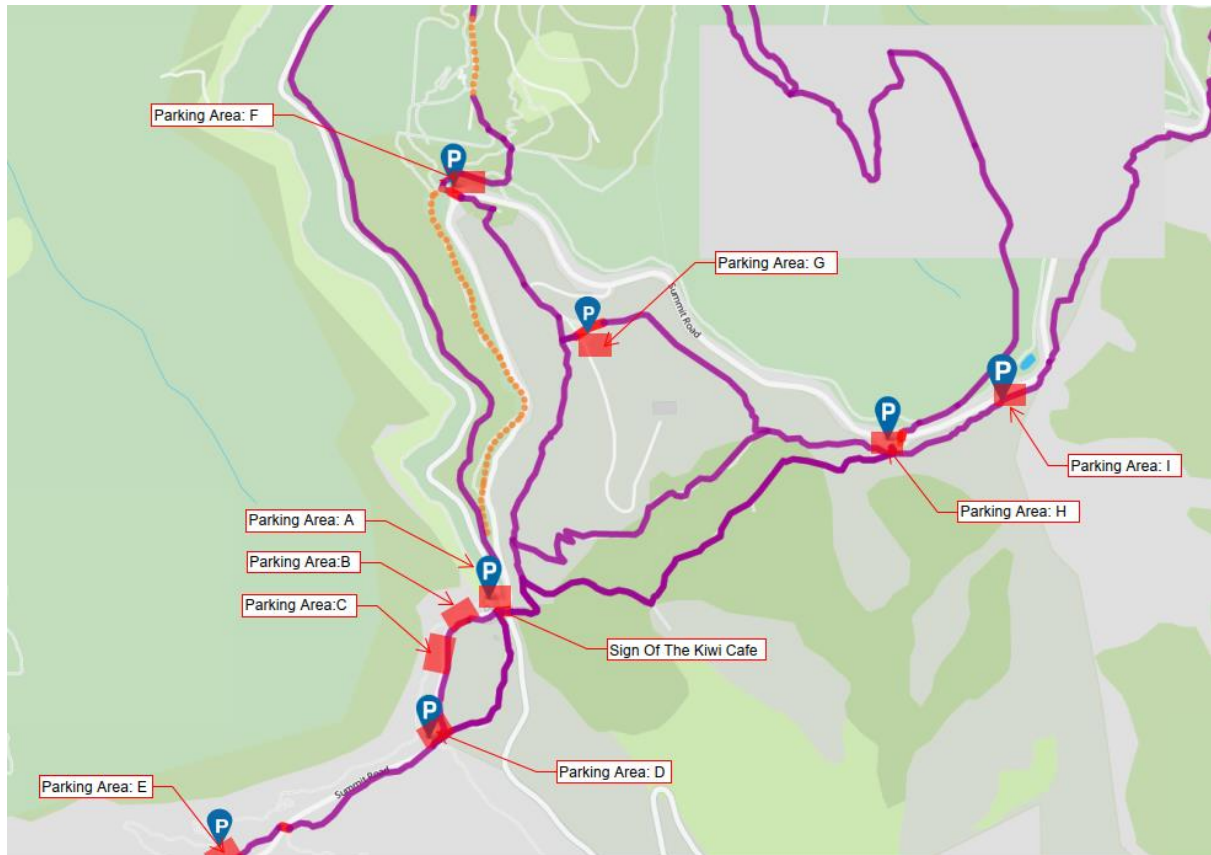 Parking Area: F
Parking Area: G
Summit Road
Parking Area: I
Parking Area: H
Parking Area: A
Parking Area:B
Parking Area:C
Sign Of The Kiwi Cafe
Parking Area: D
Summit Road
Parking Area: E
P
P
P
P
P
P
P